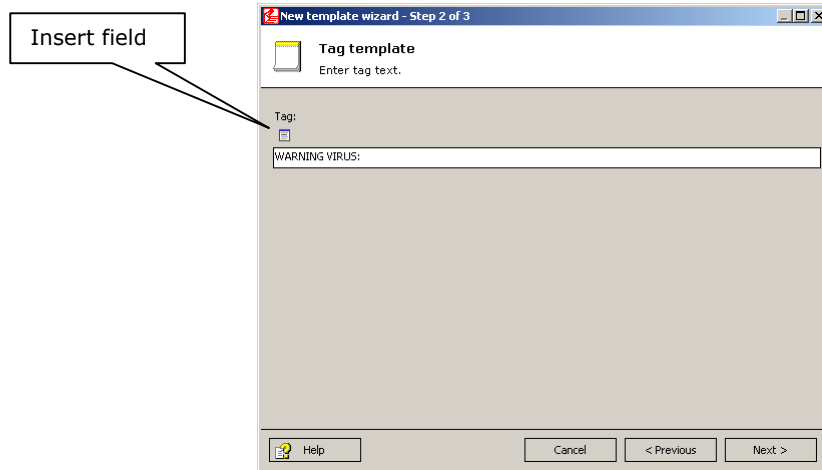 Insert field
New template wizard - Step 2 of 3
Tag template
Enter tag text.
Tag:
WARNING VIRUS:
Help
Cancel
< Previous
Next >